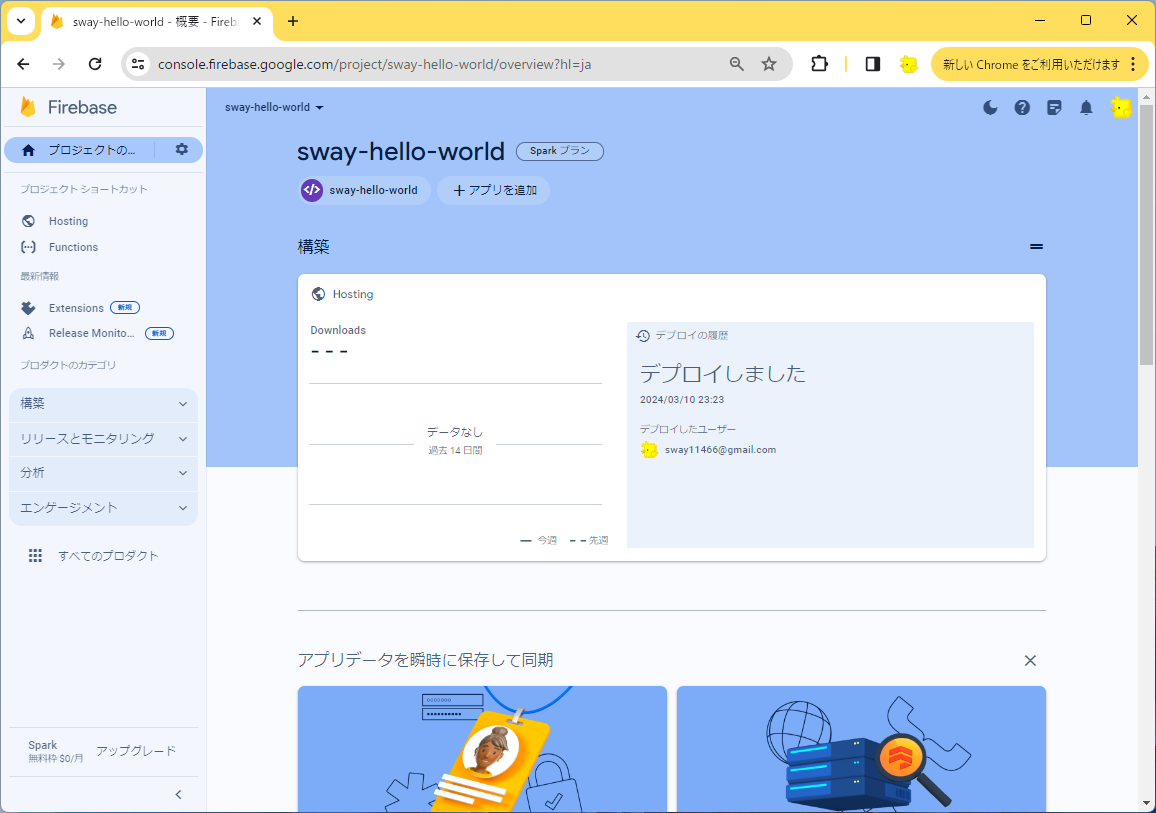 sway-hello-world - 概要 - Fireb
console.firebase.google.com/project/sway-hello-world/overview?hl=ja
新しい Chrome をご利用いただけます
Firebase
プロジェクトの...
プロジェクト ショートカット
Hosting
Functions
最新情報
Extensions 新規
Release Monito... 新規
プロダクトのカテゴリ
構築
リリースとモニタリング
分析
エンゲージメント
すべてのプロダクト
Spark
無料枠 $0/月
アップグレード
sway-hello-world
sway-hello-world Spark プラン
sway-hello-world
アプリを追加
構築
Hosting
Downloads
---
データなし
過去 14 日間
今週 先週
デプロイの履歴
デプロイしました
2024/03/10 23:23
デプロイしたユーザー
sway11466@gmail.com
アプリデータを瞬時に保存して同期